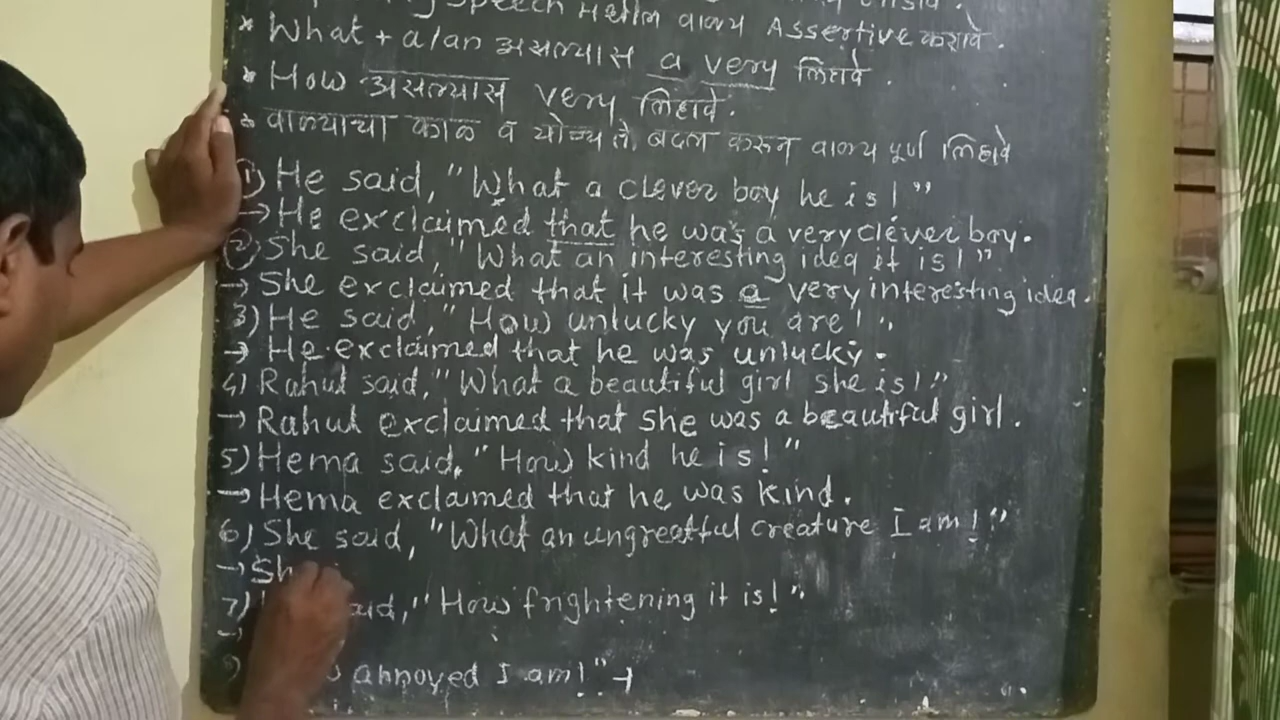 Speech मधील वाक्य Assertive करावे.
* What + a/an असल्यास a very लिहावे.
* How असल्यास very लिहावे.
* वाक्याचा काळ व योग्य ते बदल करून वाक्य पूर्ण लिहावे
1) He said, "What a clever boy he is!"
→ He exclaimed that he was a very clever boy.
2) She said, "What an interesting idea it is!"
→ She exclaimed that it was a very interesting idea.
3) He said, "How unlucky you are!"
→ He exclaimed that he was unlucky.
4) Rahul said, "What a beautiful girl she is!"
→ Rahul exclaimed that she was a beautiful girl.
5) Hema said, "How kind he is!"
→ Hema exclaimed that he was kind.
6) She said, "What an ungreatful creature I am!"
→ Sh
7) said, "How frightening it is!"
→
annoyed I am!"